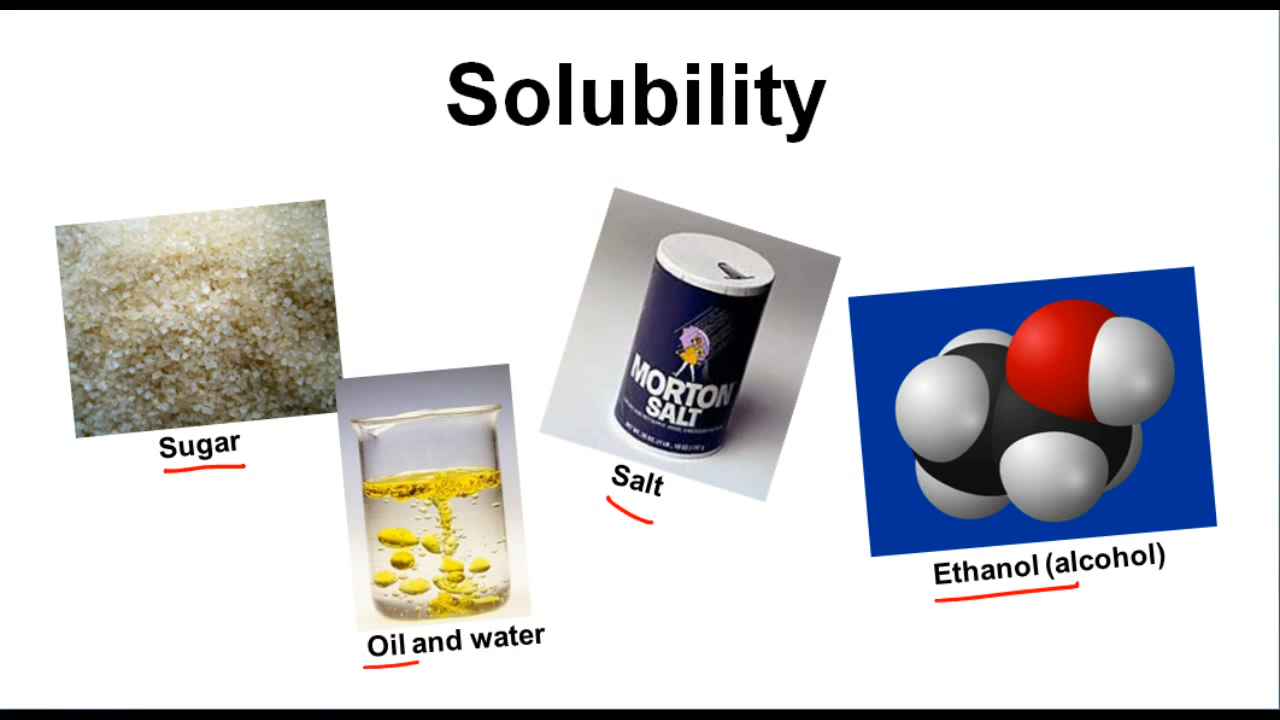 Solubility
Sugar
MORTON
SALT
Salt
Ethanol (alcohol)
Oil and water